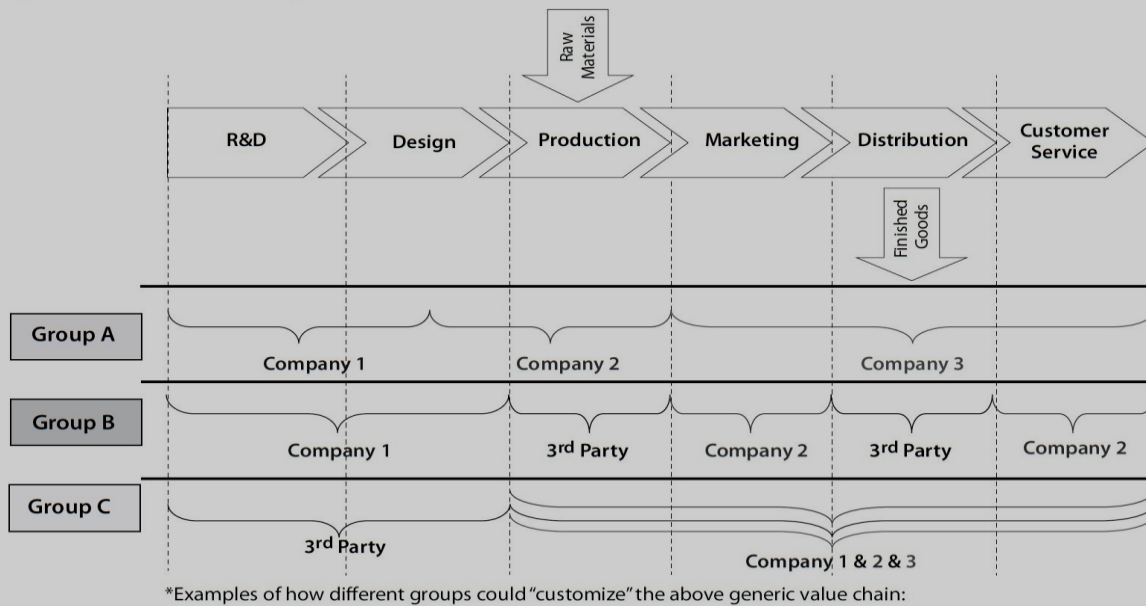 Raw
Materials
R&D
Design
Production
Marketing
Distribution
Customer
Service
Finished
Goods
Group A
Company 1
Company 2
Company 3
Group B
Company 1
3rd Party
Company 2
3rd Party
Company 2
Group C
3rd Party
Company 1 & 2 & 3
*Examples of how different groups could “customize” the above generic value chain: